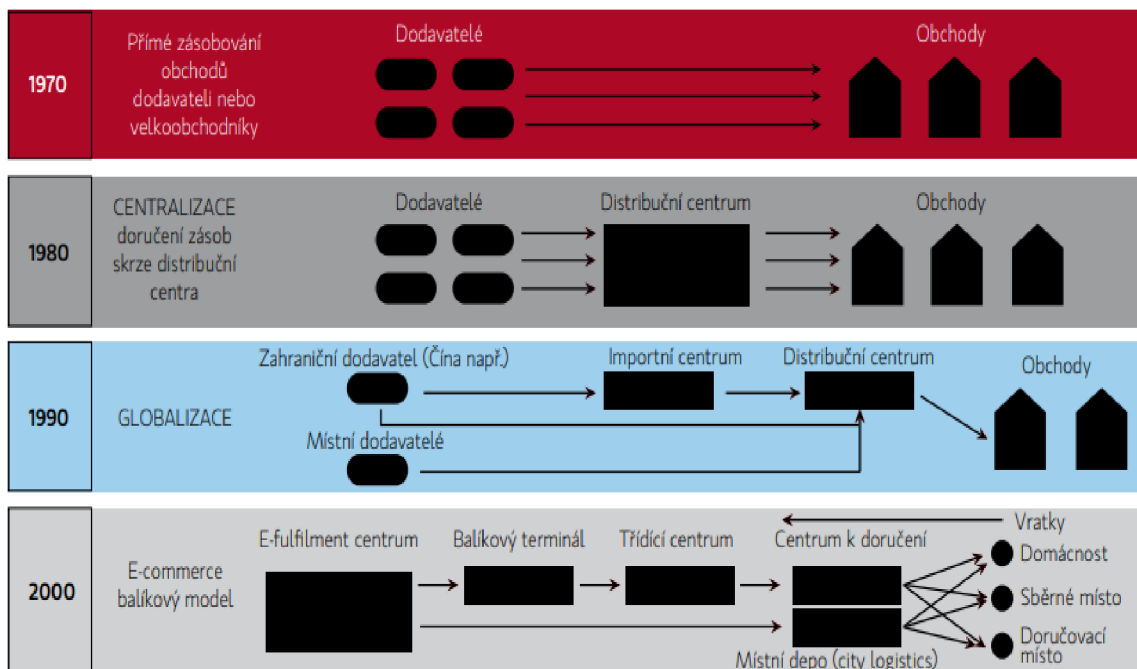 1970
Přímé zásobování
obchodů
dodavateli nebo
velkoobchodníky
Dodavatelé
Obchody
1980
CENTRALIZACE
doručení zásob
skrze distribuční
centra
Dodavatelé
Distribuční centrum
Obchody
1990
GLOBALIZACE
Zahraniční dodavatel (Čína např.)
Místní dodavatelé
Importní centrum
Distribuční centrum
Obchody
2000
E-commerce
balíkový model
E-fulfilment centrum
Balíkový terminál
Třídící centrum
Centrum k doručení
Místní depo (city logistics)
Vratky
Domácnost
Sběrné místo
Doručovací
místo